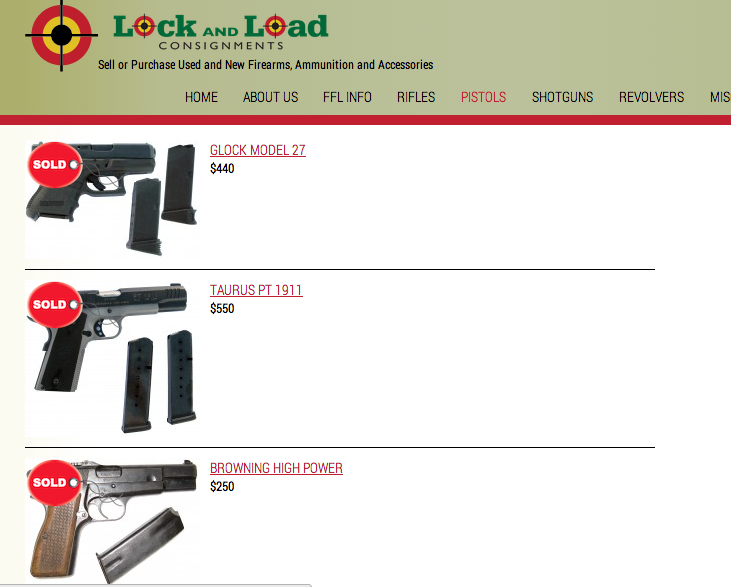 Lock AND Load
CONSIGNMENTS
Sell or Purchase Used and New Firearms, Ammunition and Accessories
HOME ABOUT US FFL INFO RIFLES PISTOLS SHOTGUNS REVOLVERS MIS
SOLD
GLOCK MODEL 27
$440
SOLD
TAURUS PT 1911
$550
SOLD
BROWNING HIGH POWER
$250